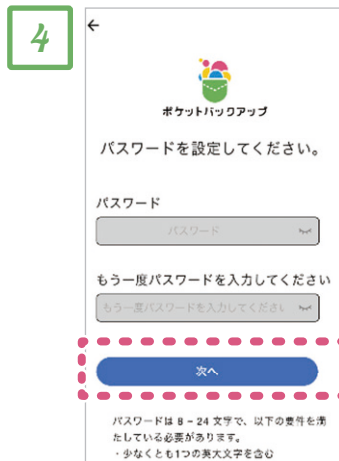 4
ポケットバックアップ
パスワードを設定してください。
パスワード
パスワード
もう一度パスワードを入力してください
もう一度パスワードを入力してください
次へ
パスワードは 8 - 24 文字で、以下の要件を満
たしている必要があります。
・少なくとも1つの英大文字を含む